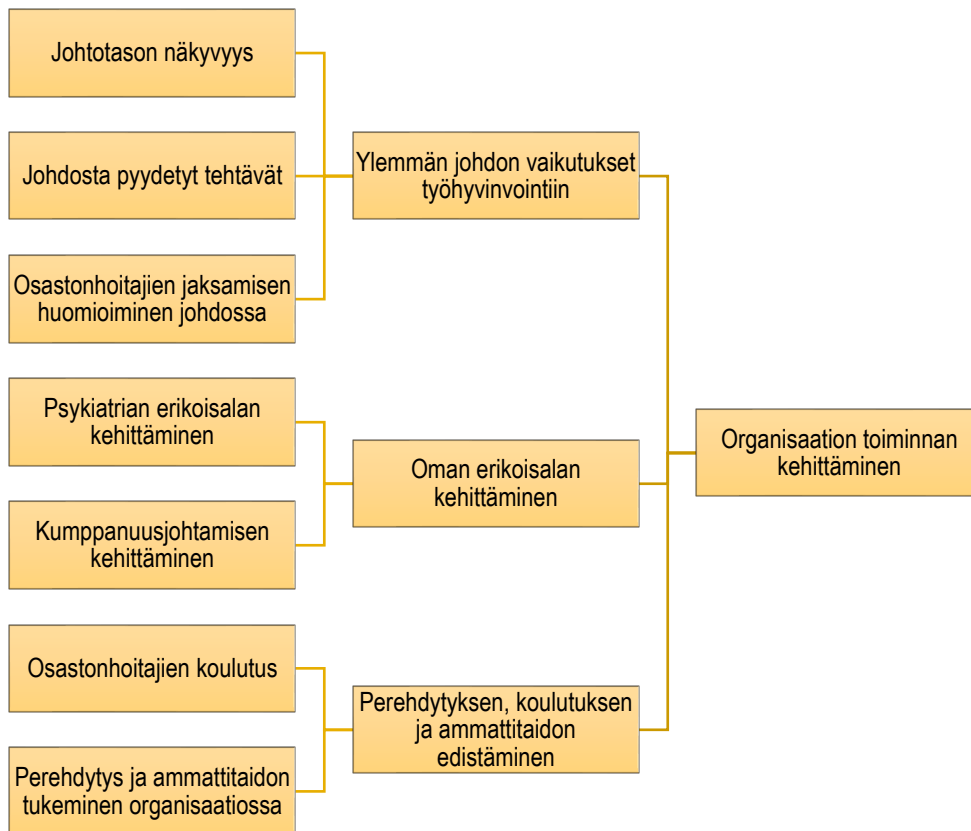 Johtotason näkyvyys
Johdosta pyydetyt tehtävät
Osastonhoitajien jaksamisen
huomioiminen johdossa
Ylemmän johdon vaikutukset
työhyvinvointiin
Psykiatrian erikoisalan
kehittäminen
Kumppanuusjohtamisen
kehittäminen
Oman erikoisalan
kehittäminen
Osastonhoitajien koulutus
Perehdytys ja ammattitaidon
tukeminen organisaatiossa
Perehdytyksen, koulutuksen
ja ammattitaidon
edistäminen
Organisaation toiminnan
kehittäminen